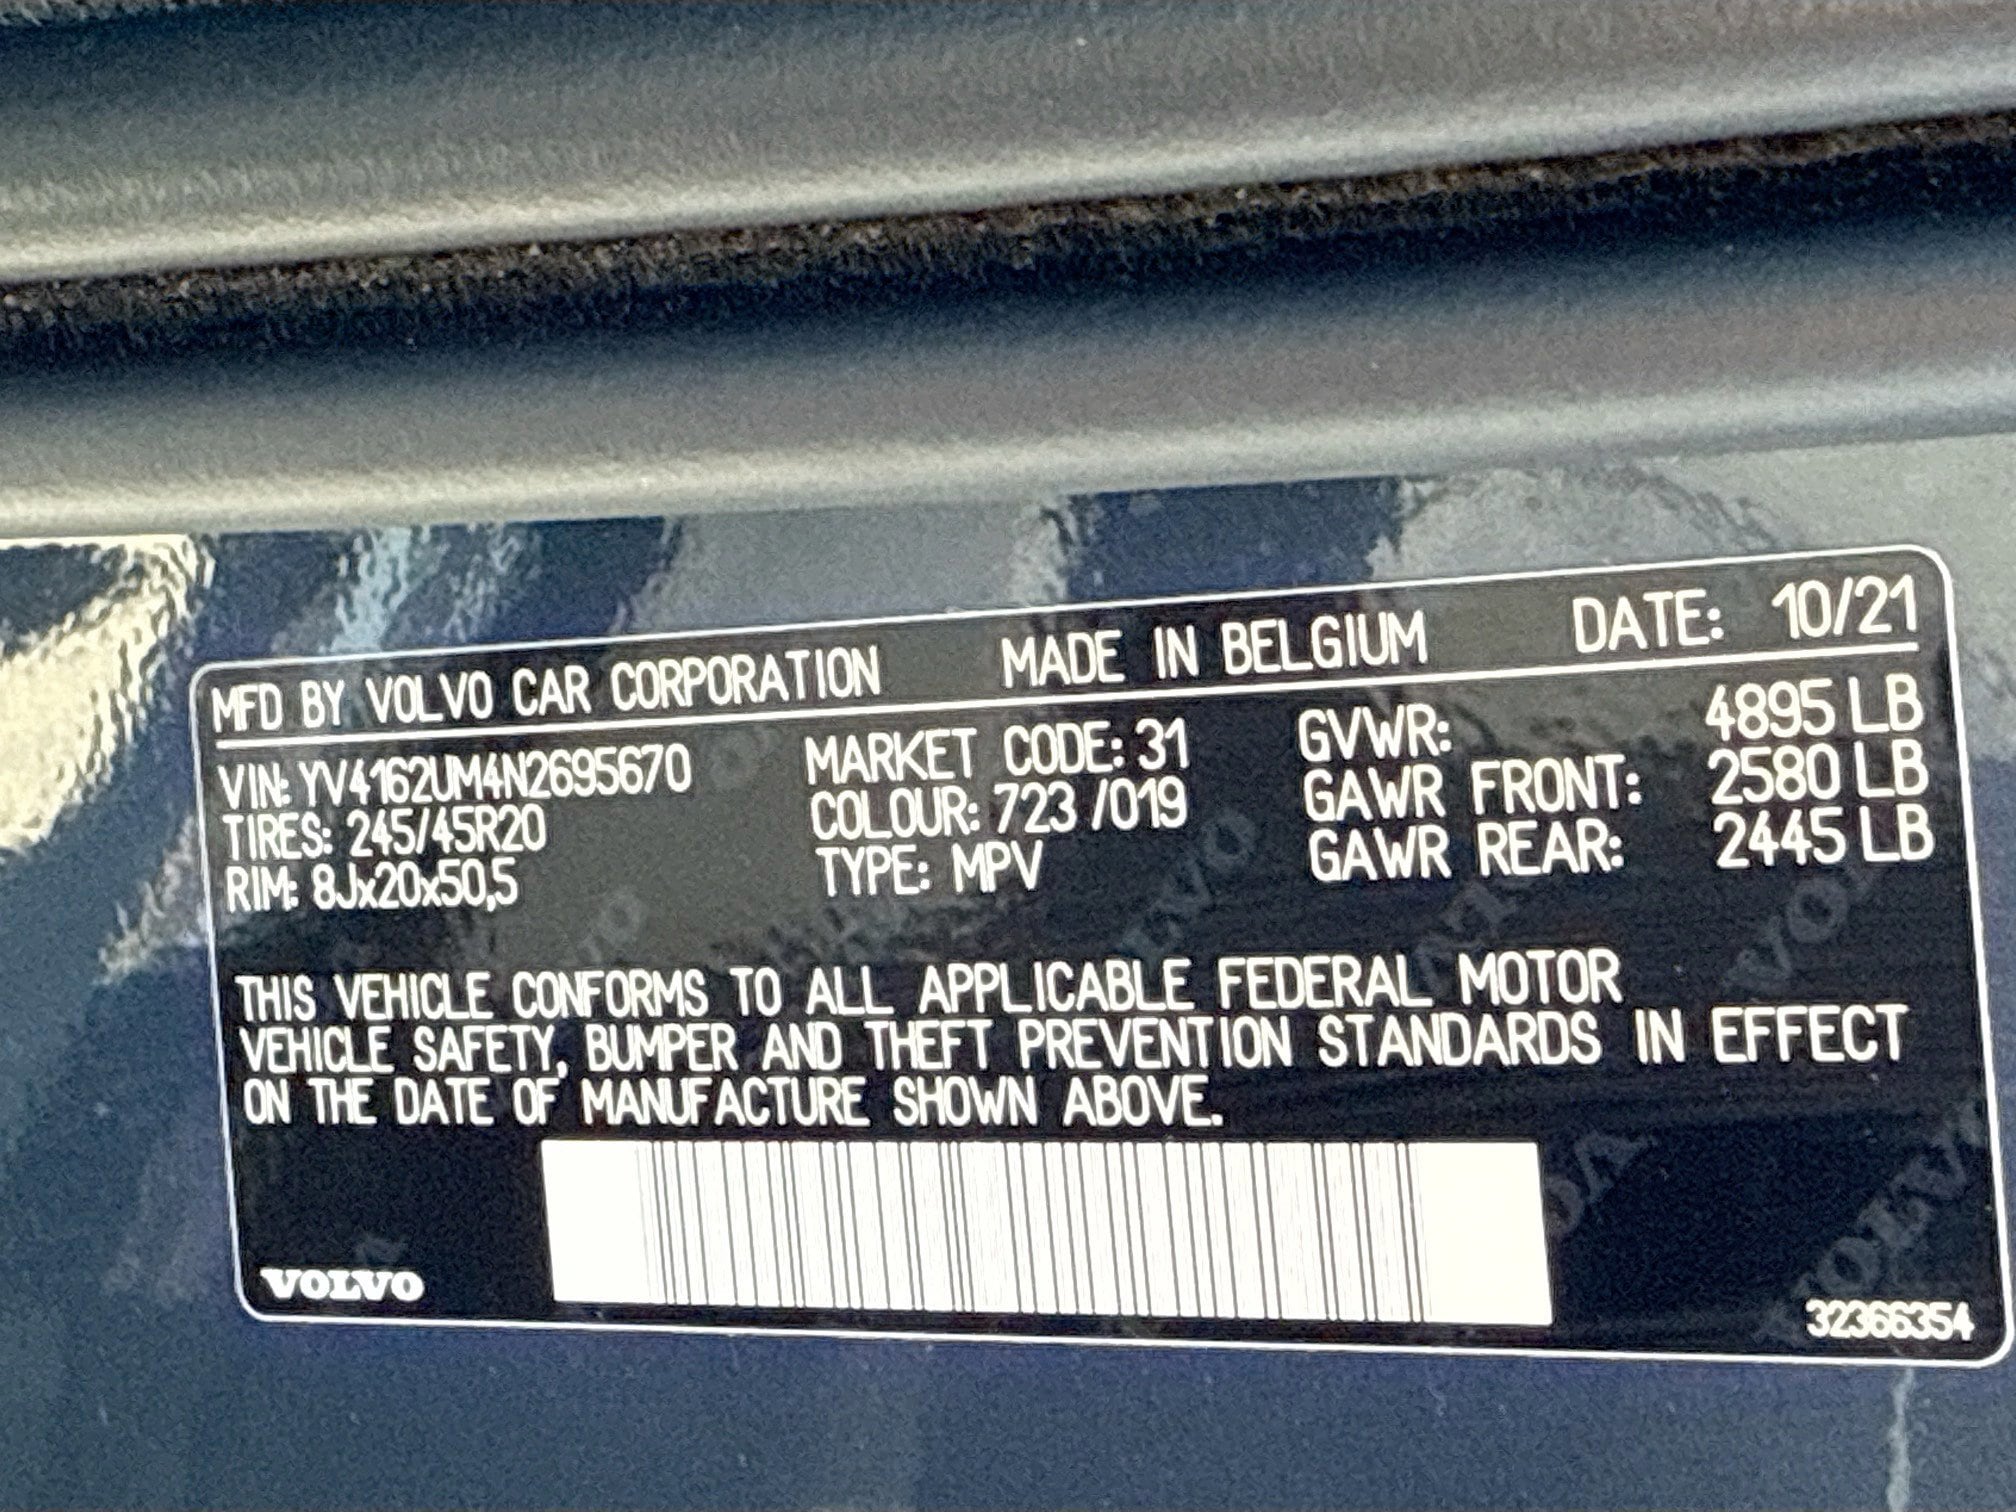 MFD BY VOLVO CAR CORPORATION MADE IN BELGIUM DATE: 10/21
VIN: YV4162UM4N2695670 MARKET CODE: 31 GVWR: 4895 LB
TIRES: 245/45R20 COLOUR: 723 /019 GAWR FRONT: 2580 LB
RIM: 8Jx20x50,5 TYPE: MPV GAWR REAR: 2445 LB
THIS VEHICLE CONFORMS TO ALL APPLICABLE FEDERAL MOTOR
VEHICLE SAFETY, BUMPER AND THEFT PREVENTION STANDARDS IN EFFECT
ON THE DATE OF MANUFACTURE SHOWN ABOVE.
VOLVO 32366354